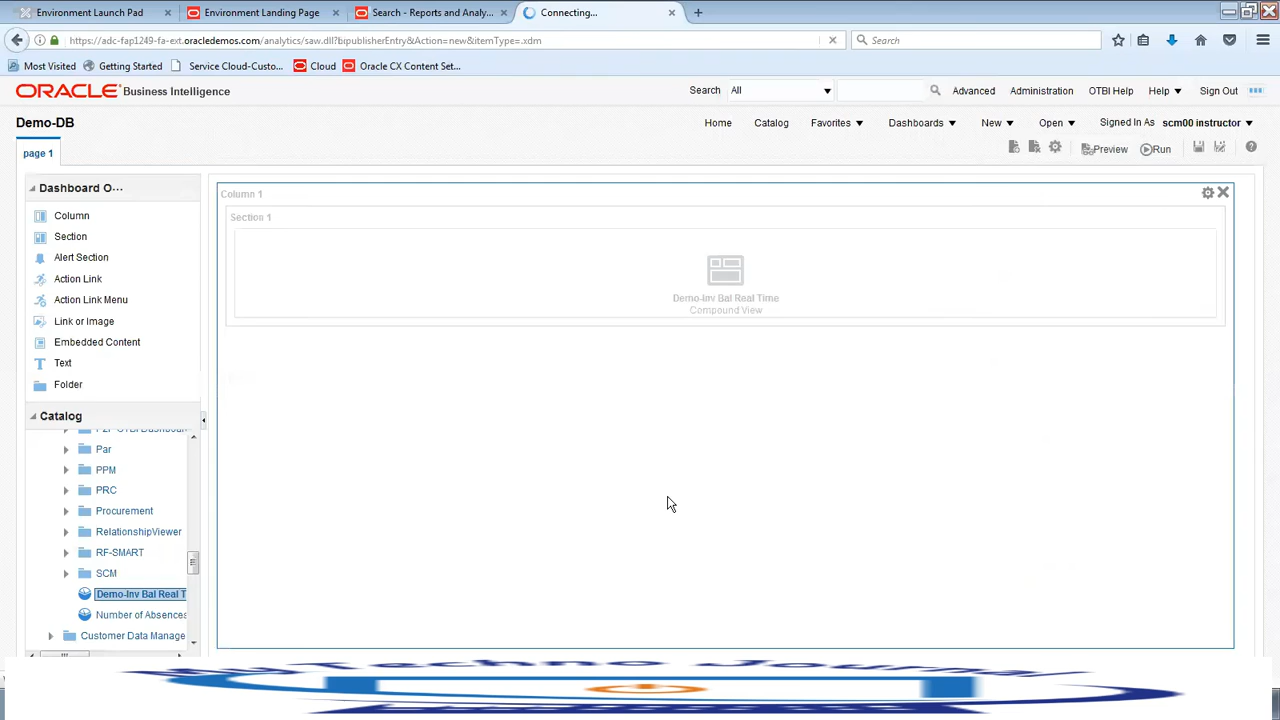 Environment Launch Pad
Environment Landing Page
Search - Reports and Analy...
Connecting...
https://adc-fap1249-fa-ext.oracledemos.com/analytics/saw.dll?bipublisherEntry&Action=new&itemType=.xdm
Search
Most Visited
Getting Started
Service Cloud-Custo...
Cloud
Oracle CX Content Set...
ORACLE Business Intelligence
Search All
Advanced
Administration
OTBI Help
Help
Sign Out
Demo-DB
Home
Catalog
Favorites
Dashboards
New
Open
Signed In As scm00 instructor
page 1
Preview
Run
Dashboard O...
Column
Section
Alert Section
Action Link
Action Link Menu
Link or Image
Embedded Content
Text
Folder
Column 1
Section 1
Demo-Inv Bal Real Time
Compound View
Catalog
Par
PPM
PRC
Procurement
RelationshipViewer
RF-SMART
SCM
Demo-Inv Bal Real T
Number of Absences
Customer Data Manage
Techno Journal